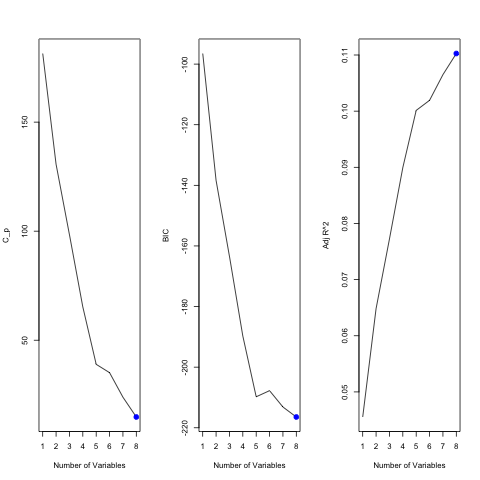 C_p
50
100
150
1 2 3 4 5 6 7 8
Number of Variables
BIC
-220
-200
-180
-160
-140
-120
-100
1 2 3 4 5 6 7 8
Number of Variables
Adj R^2
0.05
0.06
0.07
0.08
0.09
0.10
0.11
1 2 3 4 5 6 7 8
Number of Variables